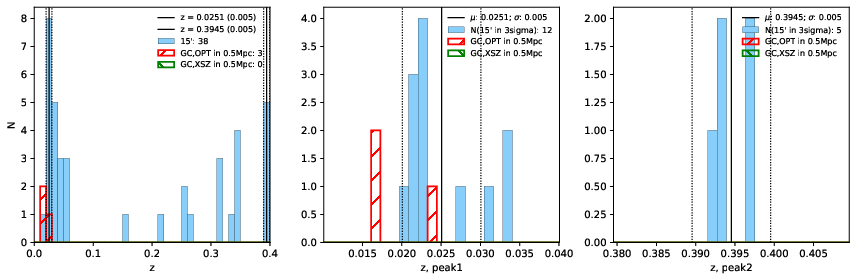 z = 0.0251 (0.005)
z = 0.3945 (0.005)
15': 38
GC,OPT in 0.5Mpc: 3
GC,XSZ in 0.5Mpc: 0
8
7
6
5
4
3
2
1
0
N
0.0 0.1 0.2 0.3 0.4
z
μ: 0.0251; σ: 0.005
N(15' in 3sigma): 12
GC,OPT in 0.5Mpc
GC,XSZ in 0.5Mpc
4.0
3.5
3.0
2.5
2.0
1.5
1.0
0.5
0.0
0.010 0.015 0.020 0.025 0.030 0.035 0.040
z, peak1
μ: 0.3945; σ: 0.005
N(15' in 3sigma): 5
GC,OPT in 0.5Mpc
GC,XSZ in 0.5Mpc
2.00
1.75
1.50
1.25
1.00
0.75
0.50
0.25
0.00
0.380 0.385 0.390 0.395 0.400 0.405
z, peak2